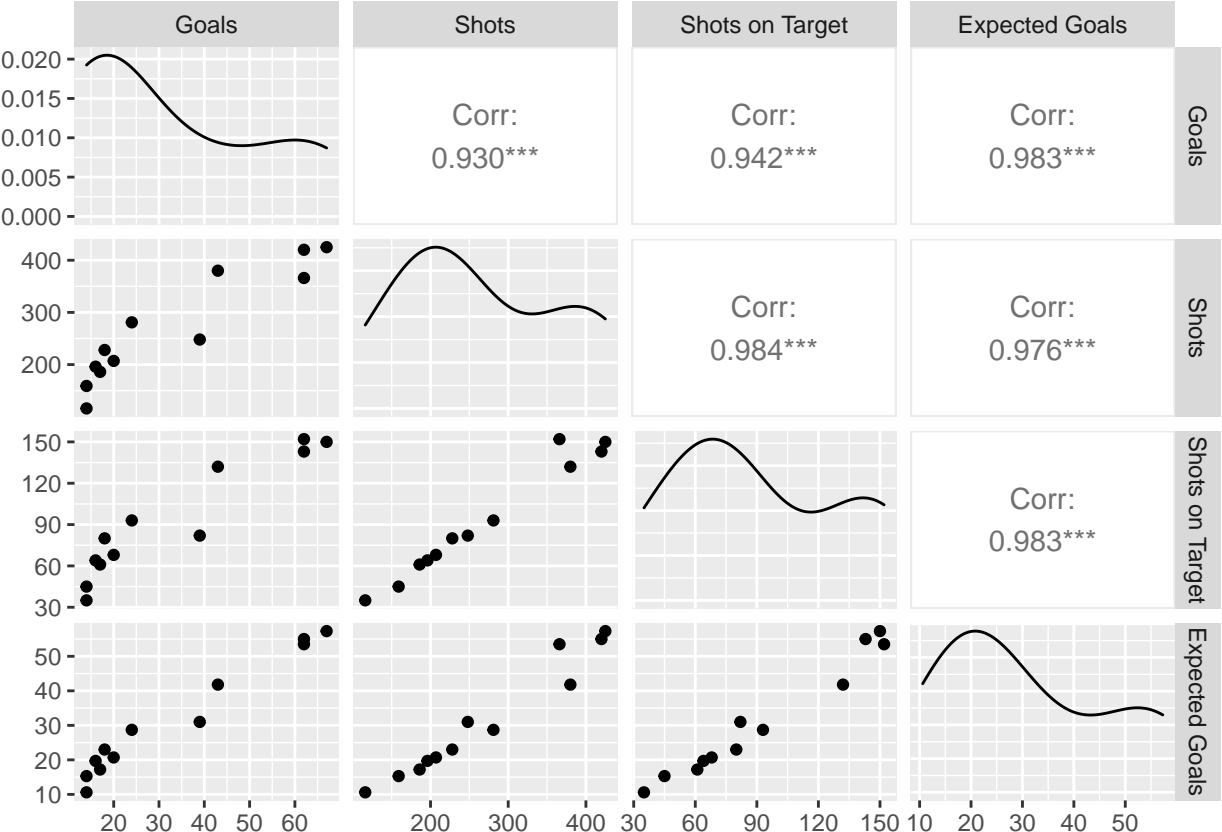 Goals Shots Shots on Target Expected Goals
0.020
0.015
0.010
0.005
0.000
Corr:
0.930***
Corr:
0.942***
Corr:
0.983***
Goals
400
300
200
Corr:
0.984***
Corr:
0.976***
Shots
150
120
90
60
30
Corr:
0.983***
Shots on Target
50
40
30
20
10
Expected Goals
20 30 40 50 60 200 300 400 30 60 90 120 150 10 20 30 40 50